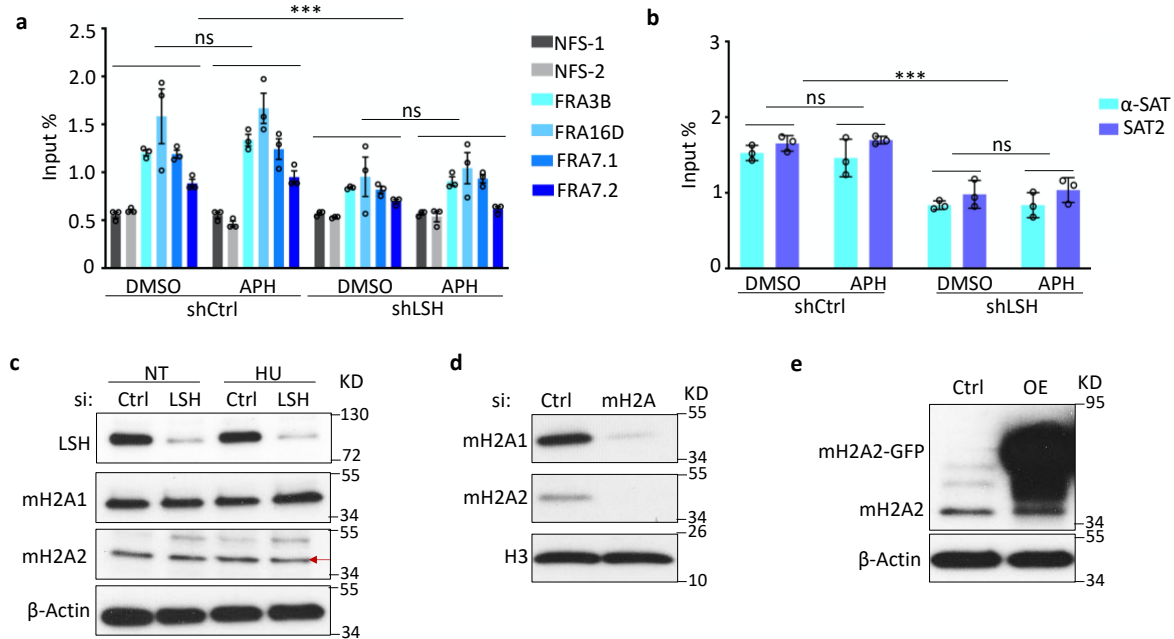 a
***
ns
ns
Input %
2.5
2.0
1.5
1.0
0.5
0
DMSO APH DMSO APH
shCtrl shLSH
NFS-1
NFS-2
FRA3B
FRA16D
FRA7.1
FRA7.2
b
***
ns
ns
Input %
3
2
1
0
DMSO APH DMSO APH
shCtrl shLSH
α-SAT
SAT2
c
NT HU KD
si: Ctrl LSH Ctrl LSH
LSH
130
72
mH2A1
55
34
mH2A2
55
34
β-Actin
55
34
d
si: Ctrl mH2A KD
mH2A1
55
34
mH2A2
55
34
H3
26
10
e
Ctrl OE KD
95
mH2A2-GFP
mH2A2
34
β-Actin
55
34